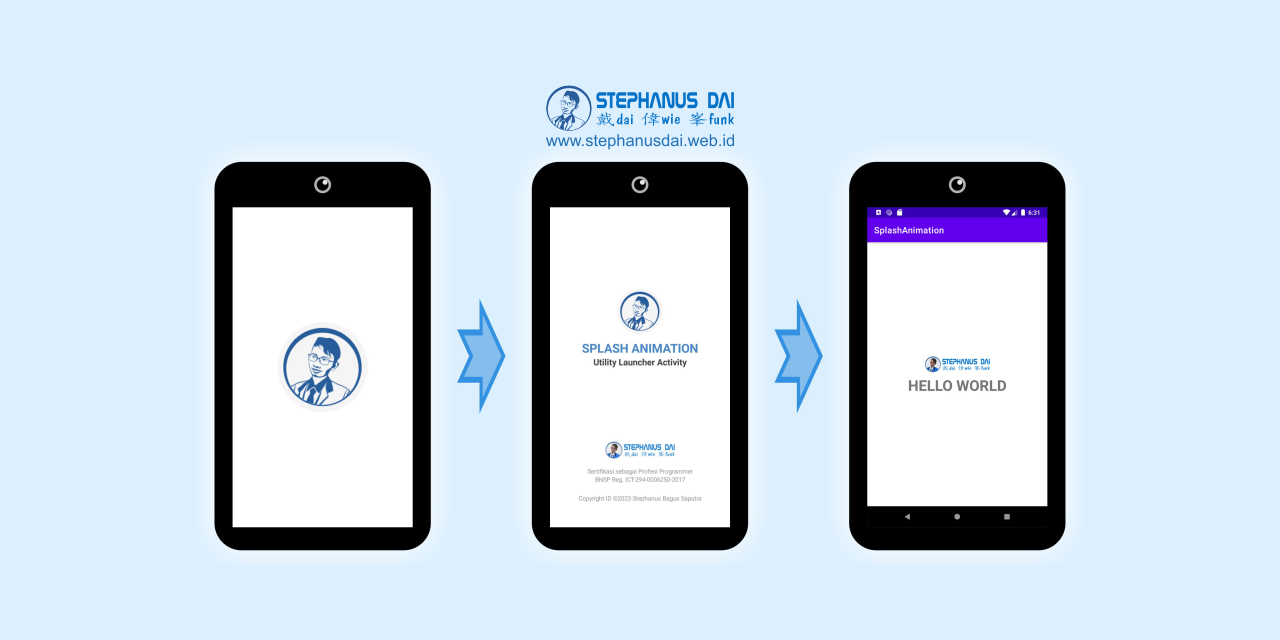 STEPHANUS DAI
戴dai 偉wie 峯funk
www.stephanusdai.web.id
SPLASH ANIMATION
Utility Launcher Activity
STEPHANUS DAI
戴dai 偉wie 峯funk
Sertifikasi sebagai Profesi Programmer
BNSP Reg. ICT-294-0006250-2017
Copyright ID ©2023 Stephanus Bagus Saputra
6:31
SplashAnimation
STEPHANUS DAI
戴dai 偉wie 峯funk
HELLO WORLD